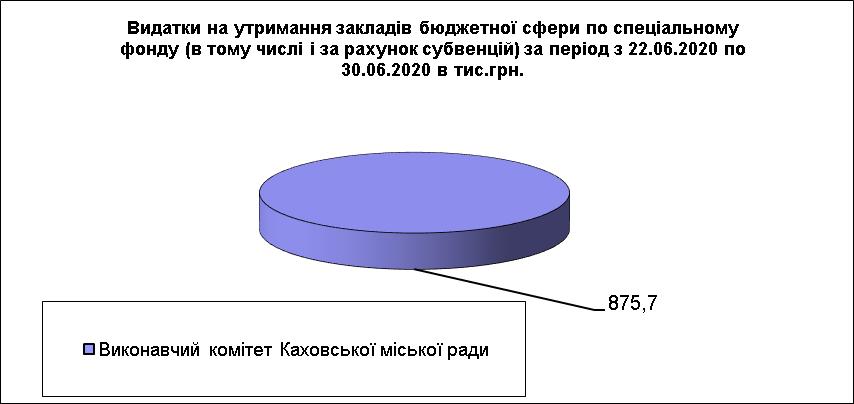 Видатки на утримання закладів бюджетної сфери по спеціальному
фонду (в тому числі і за рахунок субвенцій) за період з 22.06.2020 по
30.06.2020 в тис.грн.
875,7
Виконавчий комітет Каховської міської ради